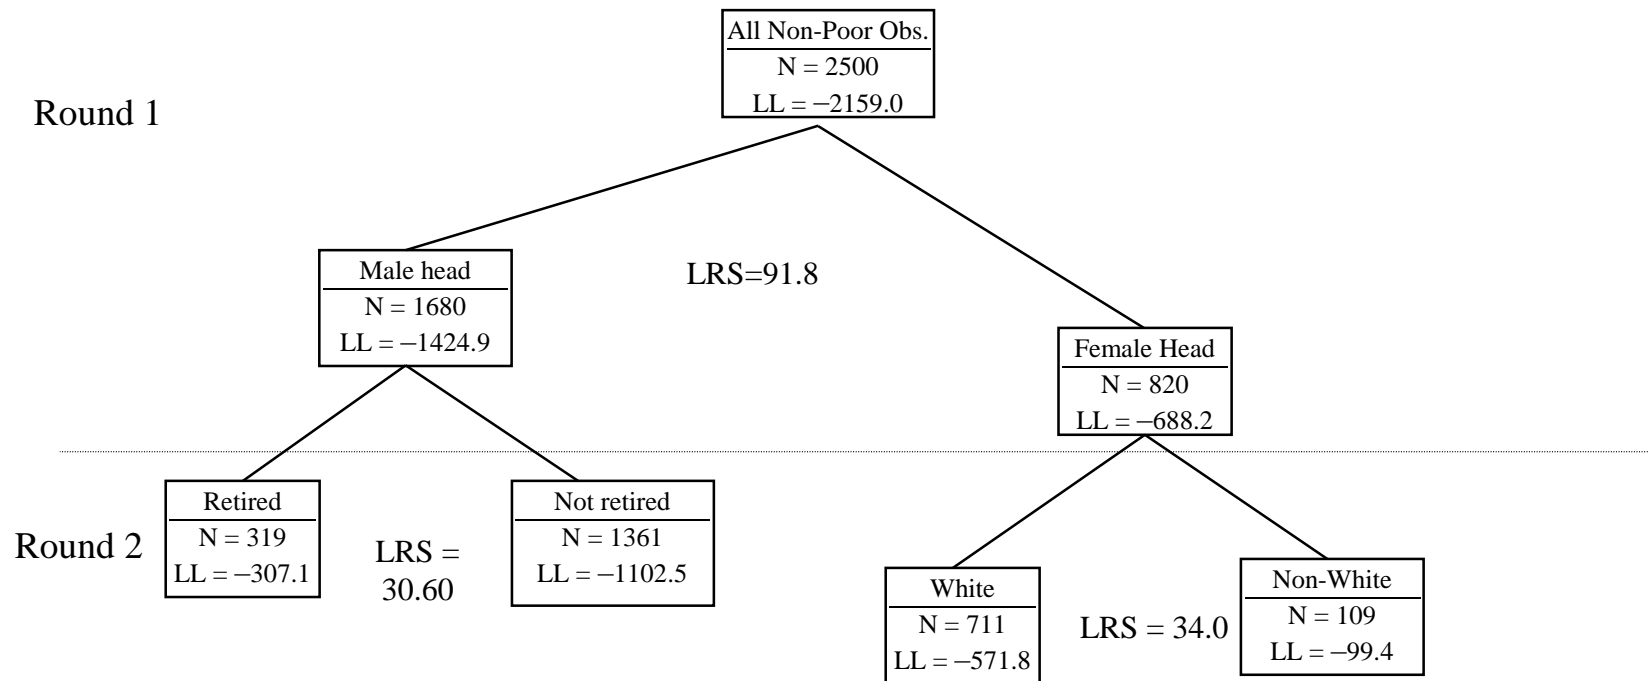 All Non-Poor Obs.
N = 2500
LL = −2159.0
Round 1
Male head
N = 1680
LL = −1424.9
LRS=91.8
Female Head
N = 820
LL = −688.2
Round 2
Retired
N = 319
LL = −307.1
LRS =
30.60
Not retired
N = 1361
LL = −1102.5
White
N = 711
LL = −571.8
LRS = 34.0
Non-White
N = 109
LL = −99.4